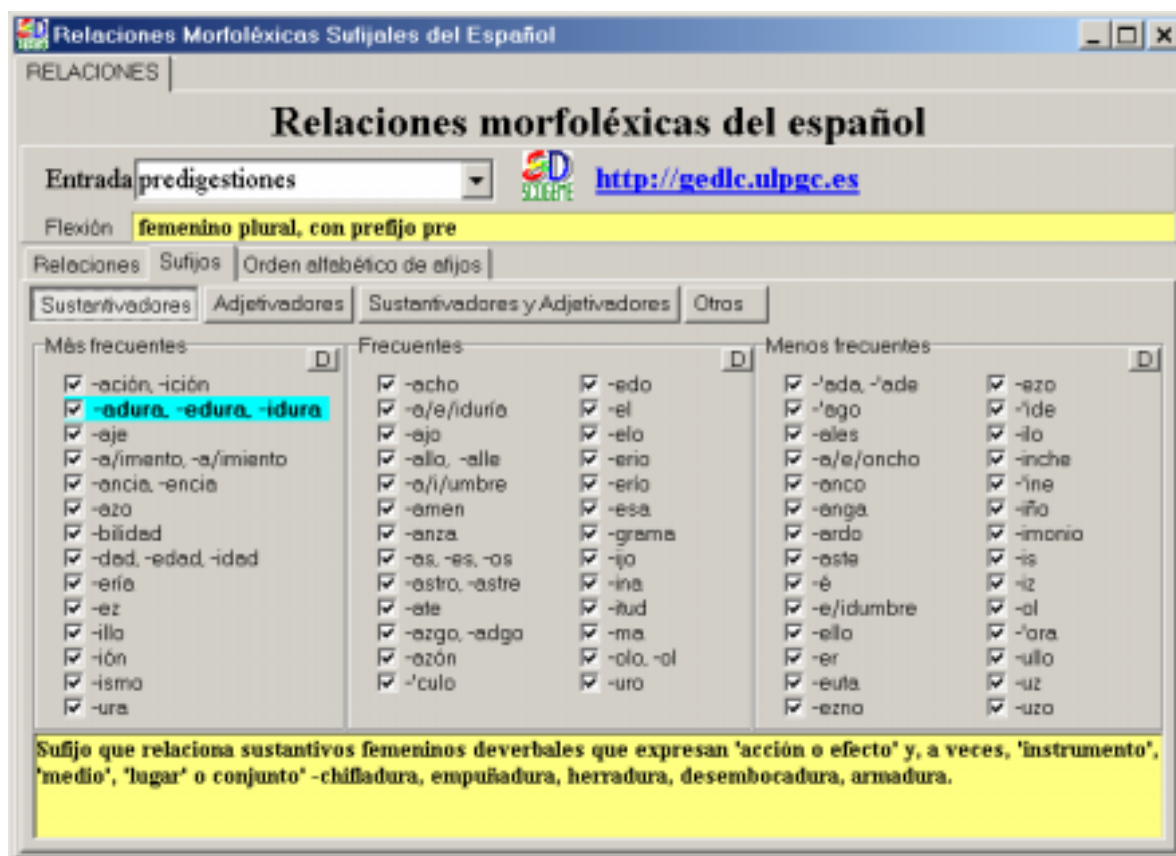 Relaciones Morfoléxicas Sufijales del Español
RELACIONES
Relaciones morfoléxicas del español
Entrada predigestiones
SCOGEME
http://gedlc.ulpgc.es
Flexión femenino plural, con prefijo pre
Relaciones Sufijos Orden alfabético de afijos
Sustantivadores Adjetivadores Sustantivadores y Adjetivadores Otros
Más frecuentes D
-ación, -ición
-adura, -edura, -idura
-aje
-a/imento, -a/imiento
-ancia, -encia
-azo
-bilidad
-dad, -edad, -idad
-ería
-ez
-illo
-ión
-ismo
-ura
Frecuentes D
-acho
-a/e/iduría
-ajo
-allo, -alle
-a/i/umbre
-amen
-anza
-as, -es, -os
-astro, -astre
-ate
-azgo, -adgo
-azón
-'culo
-edo
-el
-elo
-erio
-erío
-esa
-grama
-ijo
-ina
-itud
-ma
-olo, -ol
-uro
Menos frecuentes D
-'ada, -'ade
-'ago
-ales
-a/e/oncho
-anco
-anga
-ardo
-aste
-é
-e/idumbre
-ello
-er
-euta
-ezno
-ezo
-'ide
-ilo
-inche
-'ine
-iño
-imonio
-is
-iz
-ol
-'ora
-ullo
-uz
-uzo
Sufijo que relaciona sustantivos femeninos deverbales que expresan 'acción o efecto' y, a veces, 'instrumento',
'medio', 'lugar' o conjunto' -chifladura, empuñadura, herradura, desembocadura, armadura.